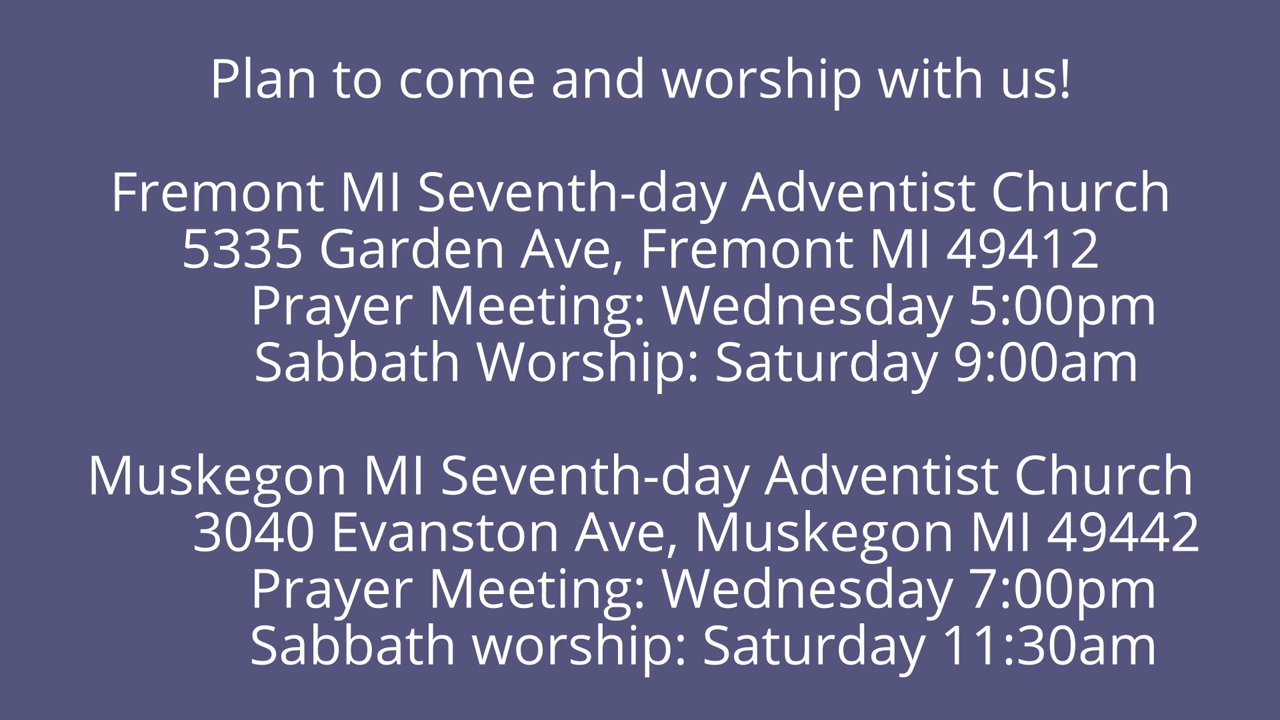 Plan to come and worship with us!
Fremont MI Seventh-day Adventist Church
5335 Garden Ave, Fremont MI 49412
Prayer Meeting: Wednesday 5:00pm
Sabbath Worship: Saturday 9:00am
Muskegon MI Seventh-day Adventist Church
3040 Evanston Ave, Muskegon MI 49442
Prayer Meeting: Wednesday 7:00pm
Sabbath worship: Saturday 11:30am